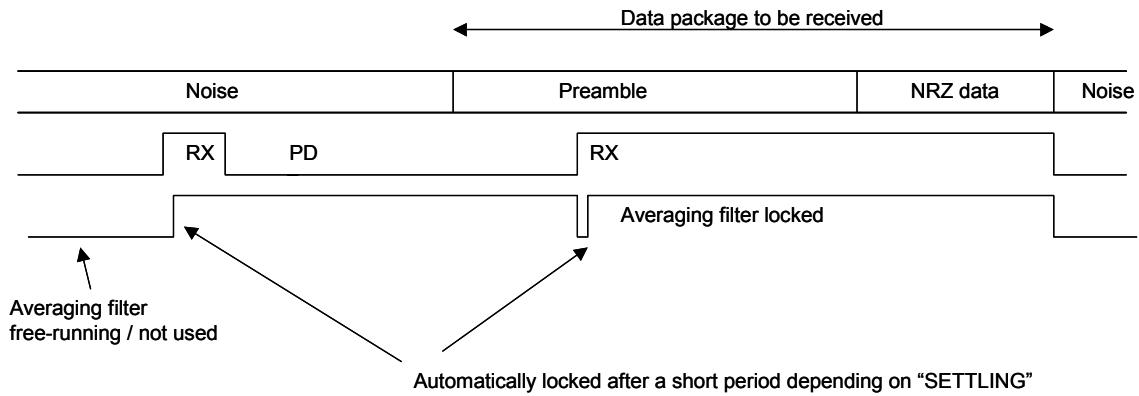 Data package to be received
Noise Preamble NRZ data Noise
RX PD RX
Averaging filter locked
Averaging filter
free-running / not used
Automatically locked after a short period depending on “SETTLING”